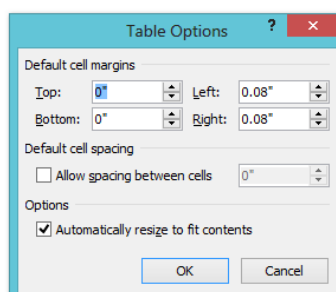 Table Options ? ×
Default cell margins
Top: 0" Left: 0.08"
Bottom: 0" Right: 0.08"
Default cell spacing
Allow spacing between cells 0"
Options
Automatically resize to fit contents
OK Cancel